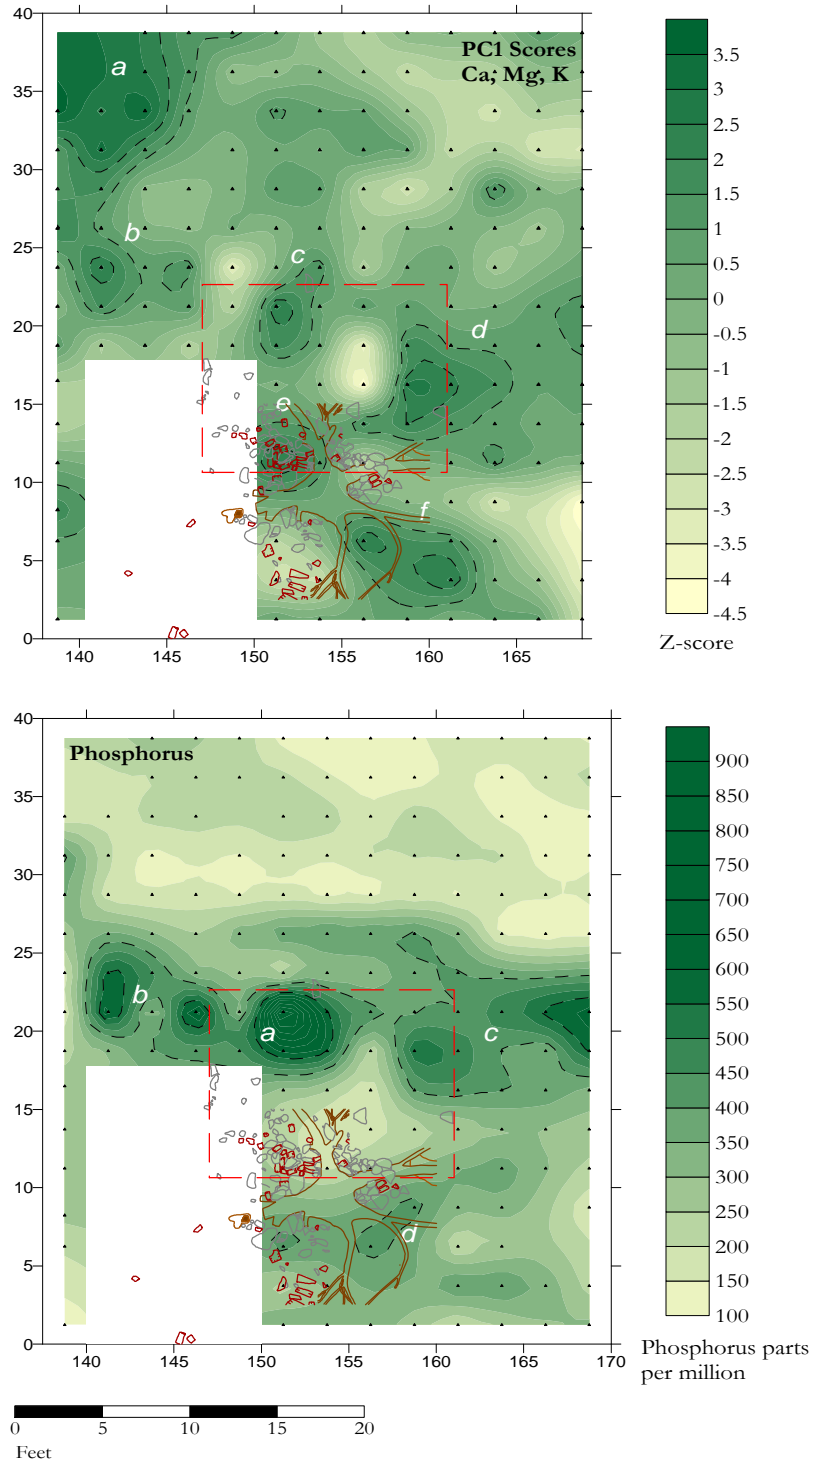 40
35
30
25
20
15
10
5
0
140 145 150 155 160 165
PC1 Scores
Ca, Mg, K
a
b
c
d
e
f
3.5
3
2.5
2
1.5
1
0.5
0
-0.5
-1
-1.5
-2
-2.5
-3
-3.5
-4
-4.5
Z-score
40
35
30
25
20
15
10
5
0
140 145 150 155 160 165 170
Phosphorus
b
a
c
d
900
850
800
750
700
650
600
550
500
450
400
350
300
250
200
150
100
Phosphorus parts
per million
0 5 10 15 20
Feet